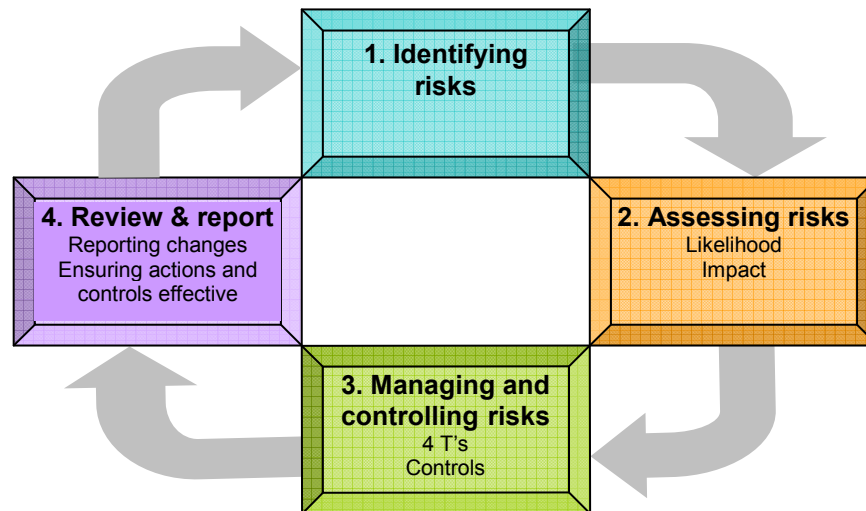 1. Identifying
risks
2. Assessing risks
Likelihood
Impact
3. Managing and
controlling risks
4 T's
Controls
4. Review & report
Reporting changes
Ensuring actions and
controls effective